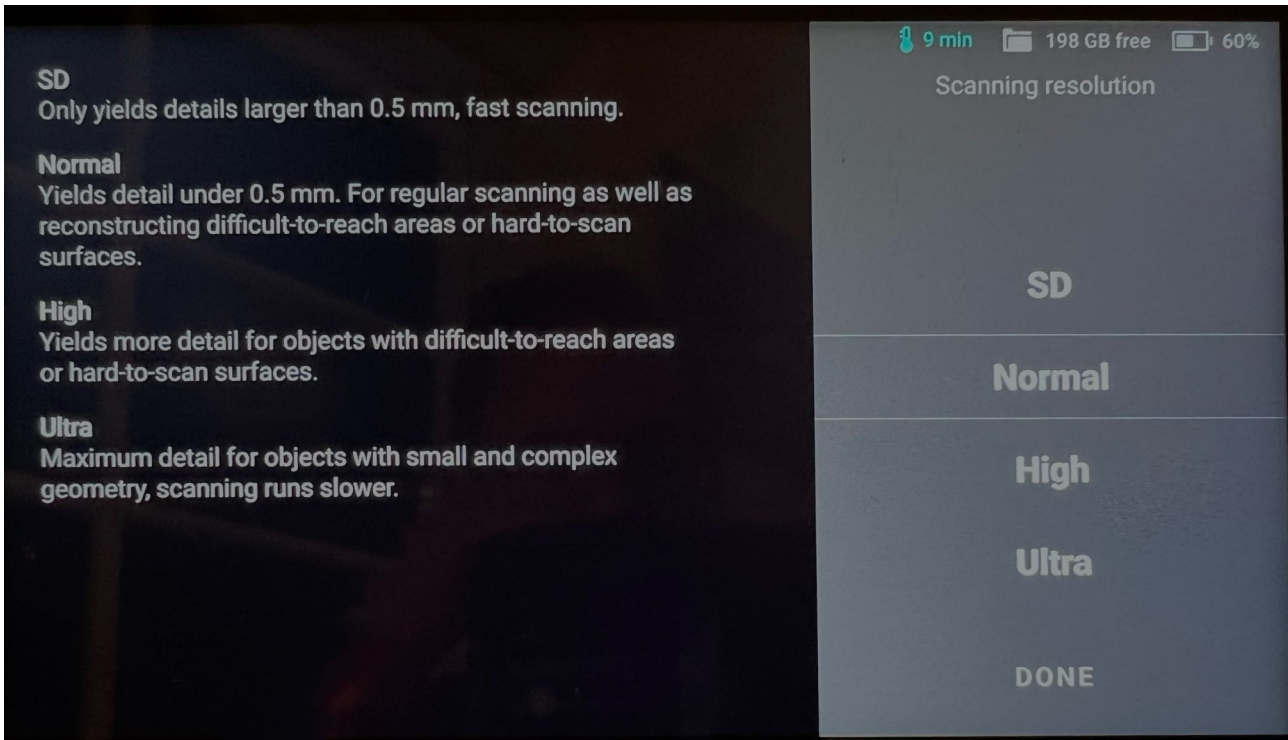 SD
Only yields details larger than 0.5 mm, fast scanning.
Normal
Yields detail under 0.5 mm. For regular scanning as well as
reconstructing difficult-to-reach areas or hard-to-scan
surfaces.
High
Yields more detail for objects with difficult-to-reach areas
or hard-to-scan surfaces.
Ultra
Maximum detail for objects with small and complex
geometry, scanning runs slower.
9 min 198 GB free 60%
Scanning resolution
SD
Normal
High
Ultra
DONE